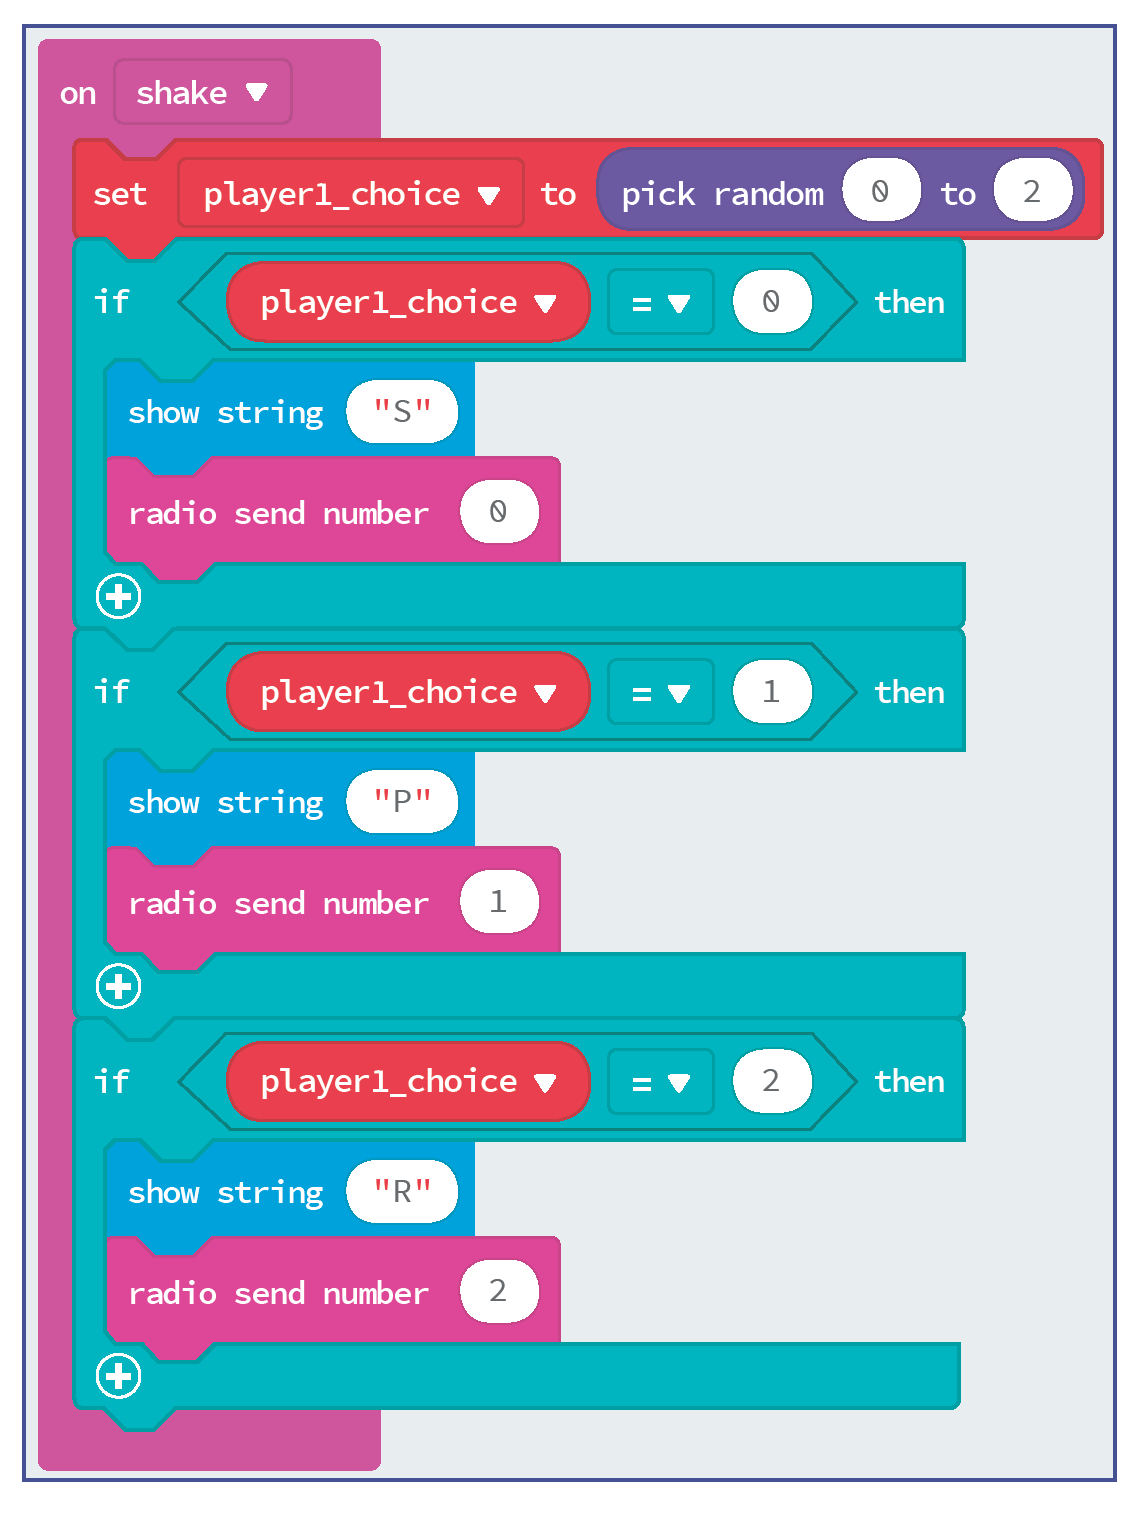 on shake
set player1_choice to pick random 0 to 2
if player1_choice = 0 then
show string "S"
radio send number 0
if player1_choice = 1 then
show string "P"
radio send number 1
if player1_choice = 2 then
show string "R"
radio send number 2